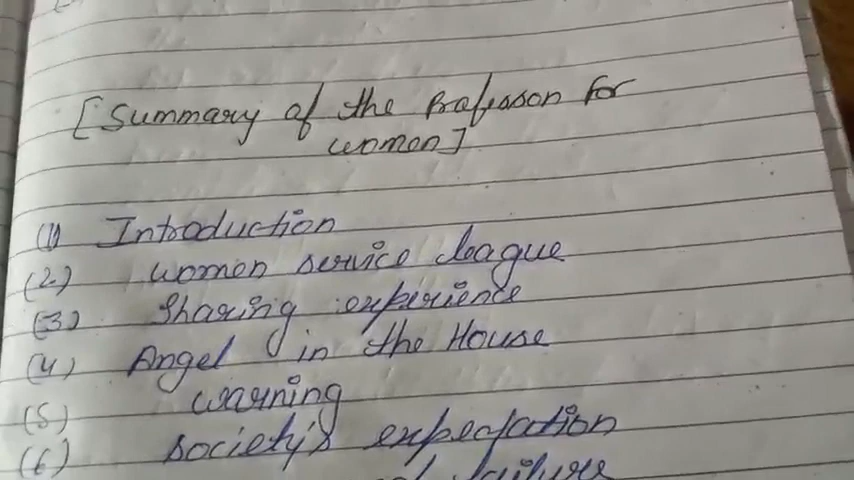 [Summary of the Profession for
women]
(1) Introduction
(2) women service league
(3) Sharing experience
(4) Angel in the House
(5) warning
(6) society's expectation
failure